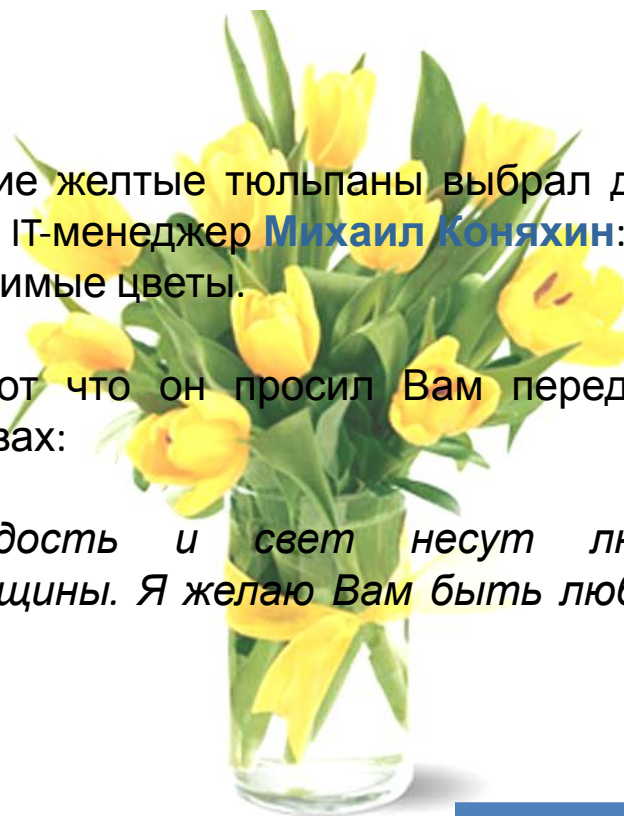 ие желтые тюльпаны выбрал д
IT-менеджер Михаил Коняхин:
имые цветы.
от что он просил Вам перед
вах:
дость и свет несут лю
щины. Я желаю Вам быть люб